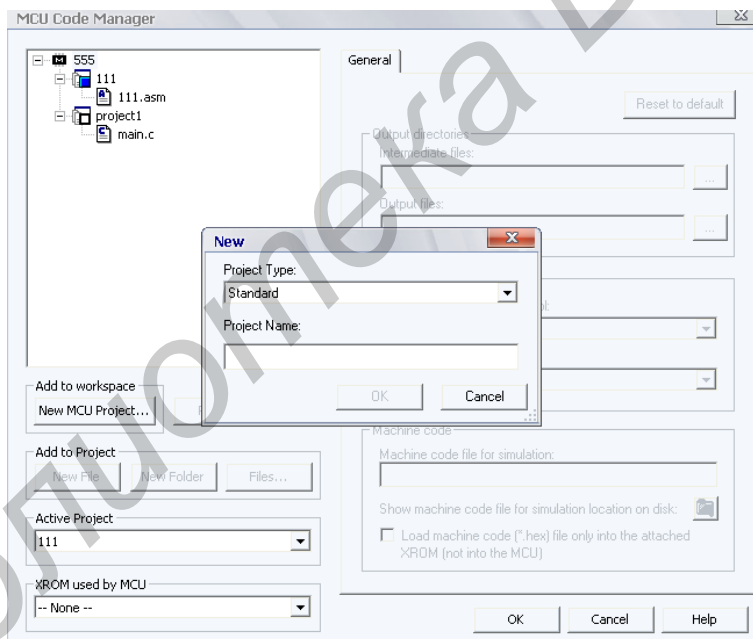 MCU Code Manager
555
111
111.asm
project1
main.c
General
Reset to default
Output directories
Intermediate files:
...
Output files:
...
New
Project Type:
Standard
Project Name:
OK
Cancel
Add to workspace
New MCU Project...
Add to Project
New File
New Folder
Files...
Active Project
111
XROM used by MCU
-- None --
Machine code
Machine code file for simulation:
Show machine code file for simulation location on disk:
Load machine code (*.hex) file only into the attached
XROM (not into the MCU)
OK
Cancel
Help